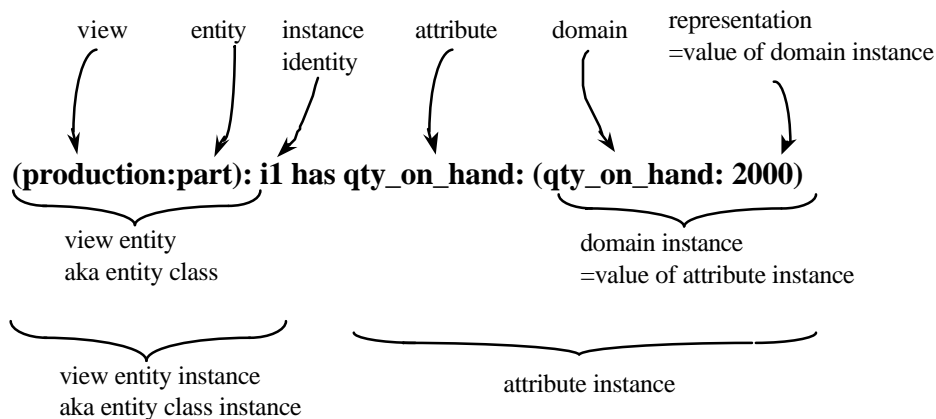 view entity instance identity attribute domain representation =value of domain instance
(production:part): i1 has qty_on_hand: (qty_on_hand: 2000)
view entity
aka entity class
domain instance
=value of attribute instance
view entity instance
aka entity class instance
attribute instance